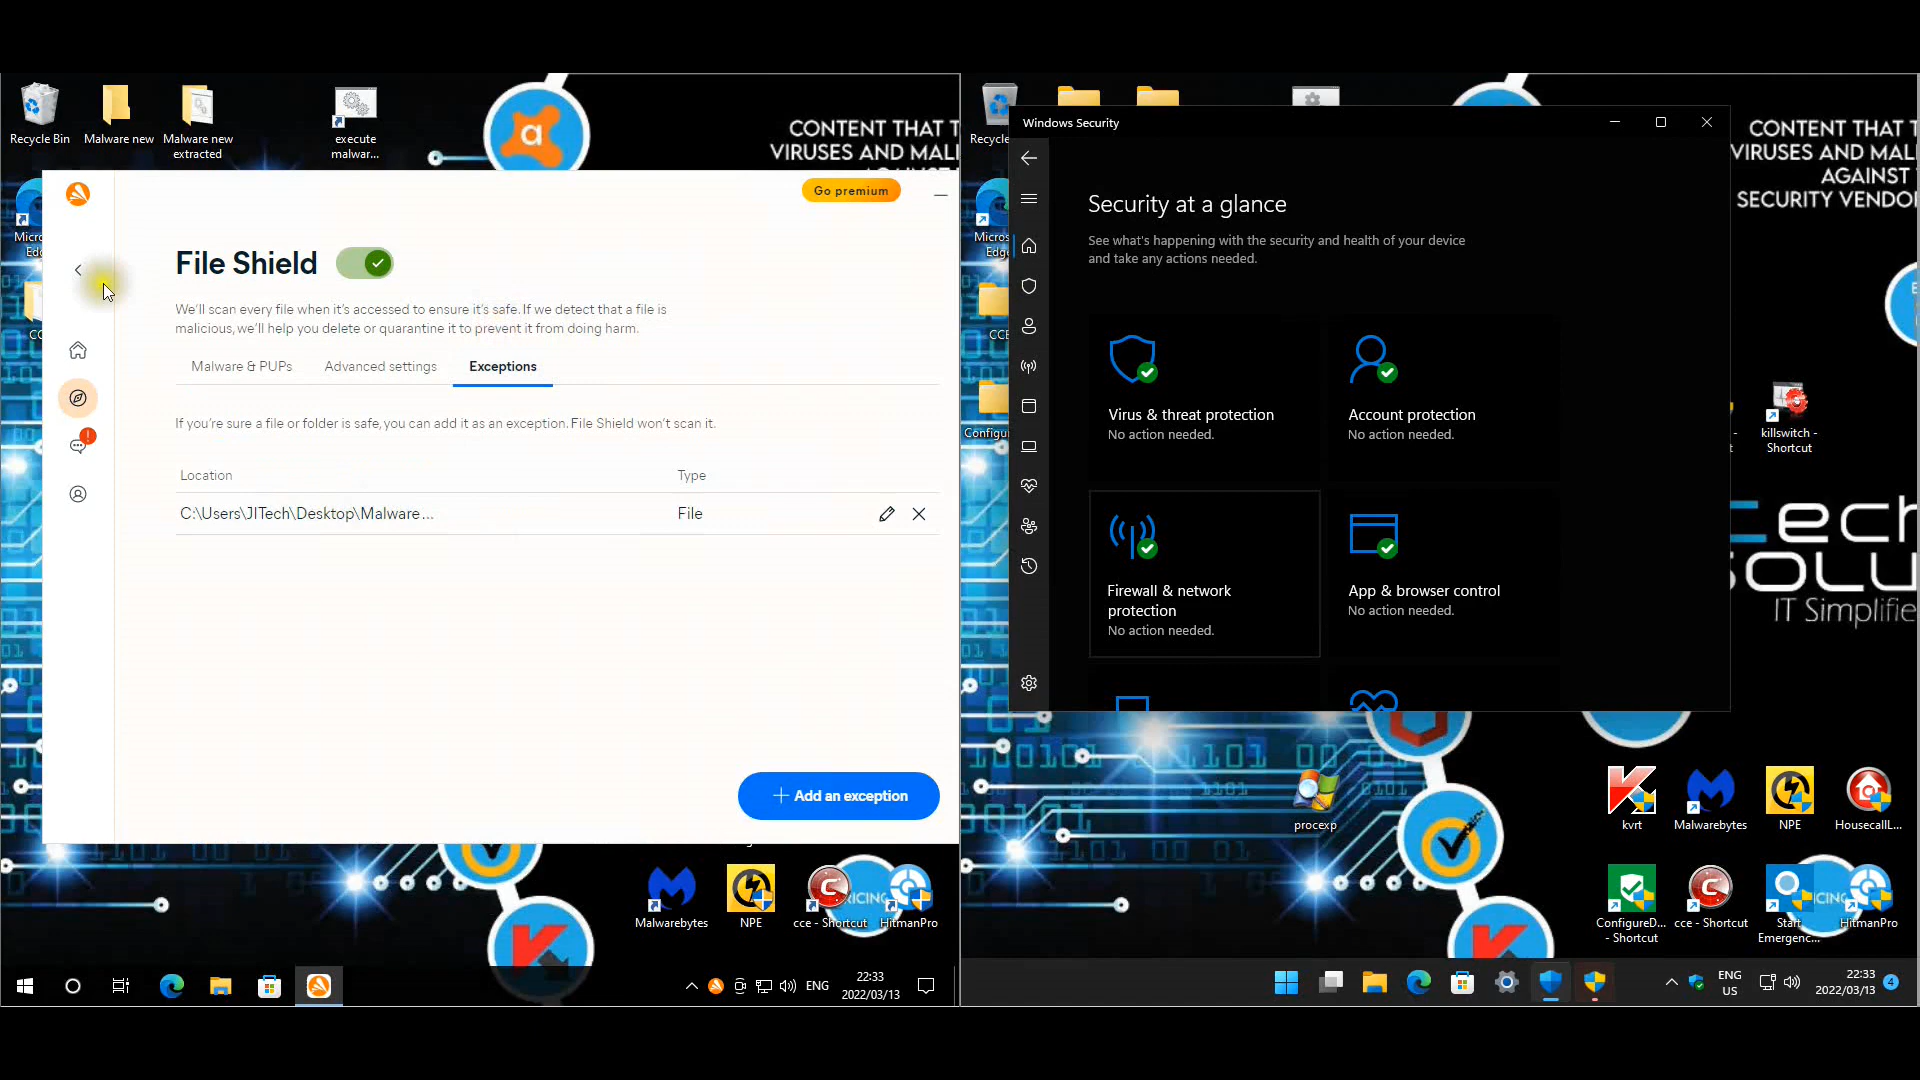 Recycle Bin
Malware new
Malware new
extracted
execute
malwar...
CONTENT THAT T
VIRUSES AND MALI
Go premium
File Shield
We'll scan every file when it's accessed to ensure it's safe. If we detect that a file is
malicious, we'll help you delete or quarantine it to prevent it from doing harm.
Malware & PUPs
Advanced settings
Exceptions
If you're sure a file or folder is safe, you can add it as an exception. File Shield won't scan it.
Location
Type
C:\Users\JITech\Desktop\Malware...
File
+ Add an exception
Malwarebytes
NPE
cce - Shortcut
HitmanPro
ENG
22:33
2022/03/13
Recycle
Windows Security
Security at a glance
See what's happening with the security and health of your device
and take any actions needed.
Virus & threat protection
No action needed.
Account protection
No action needed.
Firewall & network
protection
No action needed.
App & browser control
No action needed.
CONTENT THAT T
VIRUSES AND MALI
AGAINST
SECURITY VENDO
killswitch -
Shortcut
ech
SOLU
IT Simplifie
procexp
kvrt
Malwarebytes
NPE
HousecallL...
ConfigureD...
- Shortcut
cce - Shortcut
Start
Emergenc...
HitmanPro
ENG
US
22:33
2022/03/13
4